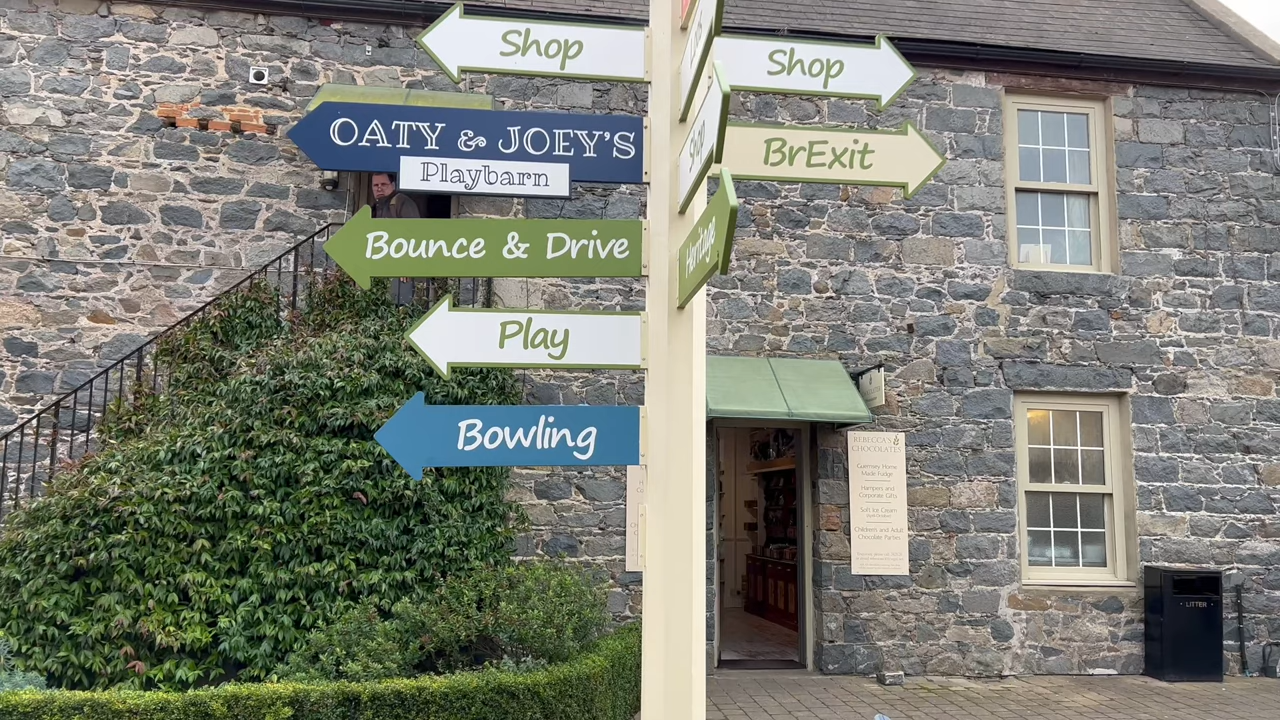 Shop
Shop
OATY & JOEY'S
Playbarn
BrExit
Shop
Bounce & Drive
Heritage
Play
Bowling
REBECCA'S
CHOCOLATES
Guernsey Home
Made Fudge
Hampers and
Corporate Gifts
Soft Ice Cream
Children and Adult
Chocolate Parties
LITTER